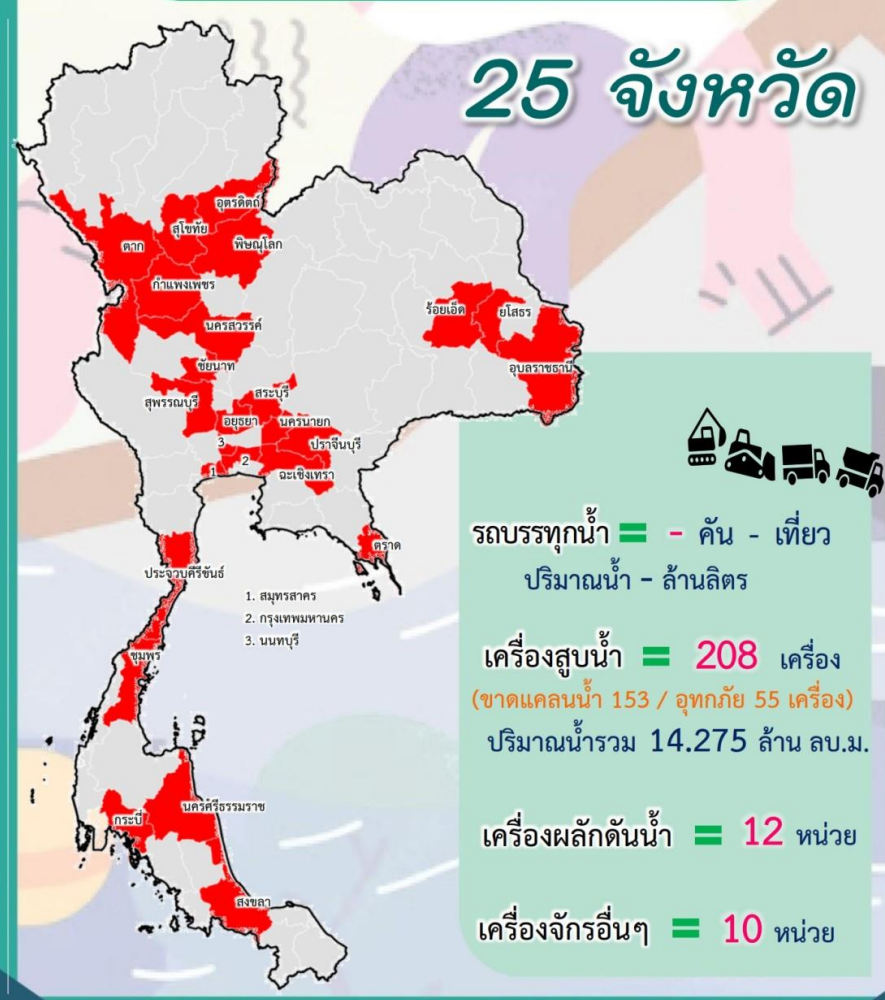 25 จังหวัด
อุตรดิตถ์
สุโขทัย
ตาก
พิษณุโลก
กำแพงเพชร
ร้อยเอ็ด
ยโสธร
นครสวรรค์
ชัยนาท
อุบลราชธานี
สระบุรี
สุพรรณบุรี
อยุธยา
นครนายก
3
ปราจีนบุรี
2
1
ฉะเชิงเทรา
ตราด
ประจวบคีรีขันธ์
1. สมุทรสาคร
2. กรุงเทพมหานคร
3. นนทบุรี
ชุมพร
นครศรีธรรมราช
กระบี่
สงขลา
รถบรรทุกน้ำ = - คัน - เที่ยว
ปริมาณน้ำ - ล้านลิตร
เครื่องสูบน้ำ = 208 เครื่อง
(ขาดแคลนน้ำ 153 / อุทกภัย 55 เครื่อง)
ปริมาณน้ำรวม 14.275 ล้าน ลบ.ม.
เครื่องผลักดันน้ำ = 12 หน่วย
เครื่องจักรอื่นๆ = 10 หน่วย